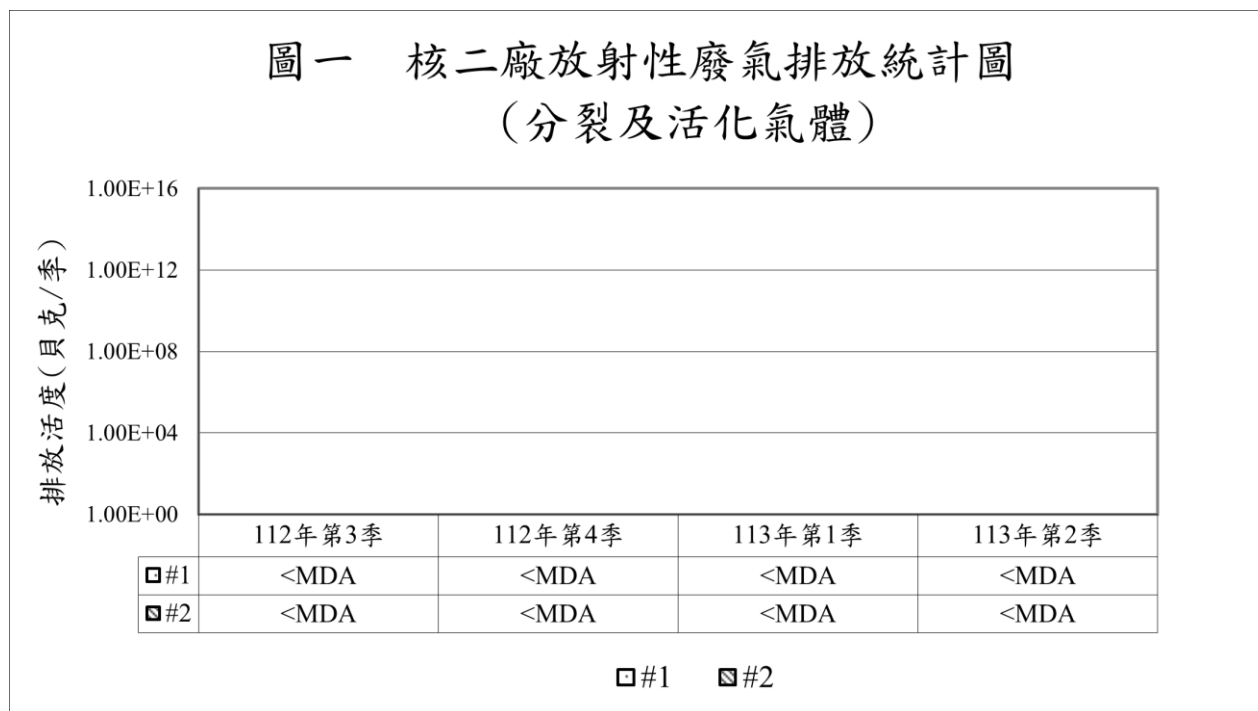 圖一 核二廠放射性廢氣排放統計圖
(分裂及活化氣體)
排放活度(貝克/季)
1.00E+16
1.00E+12
1.00E+08
1.00E+04
1.00E+00
112年第3季 112年第4季 113年第1季 113年第2季
#1 <MDA <MDA <MDA <MDA
#2 <MDA <MDA <MDA <MDA
#1 #2